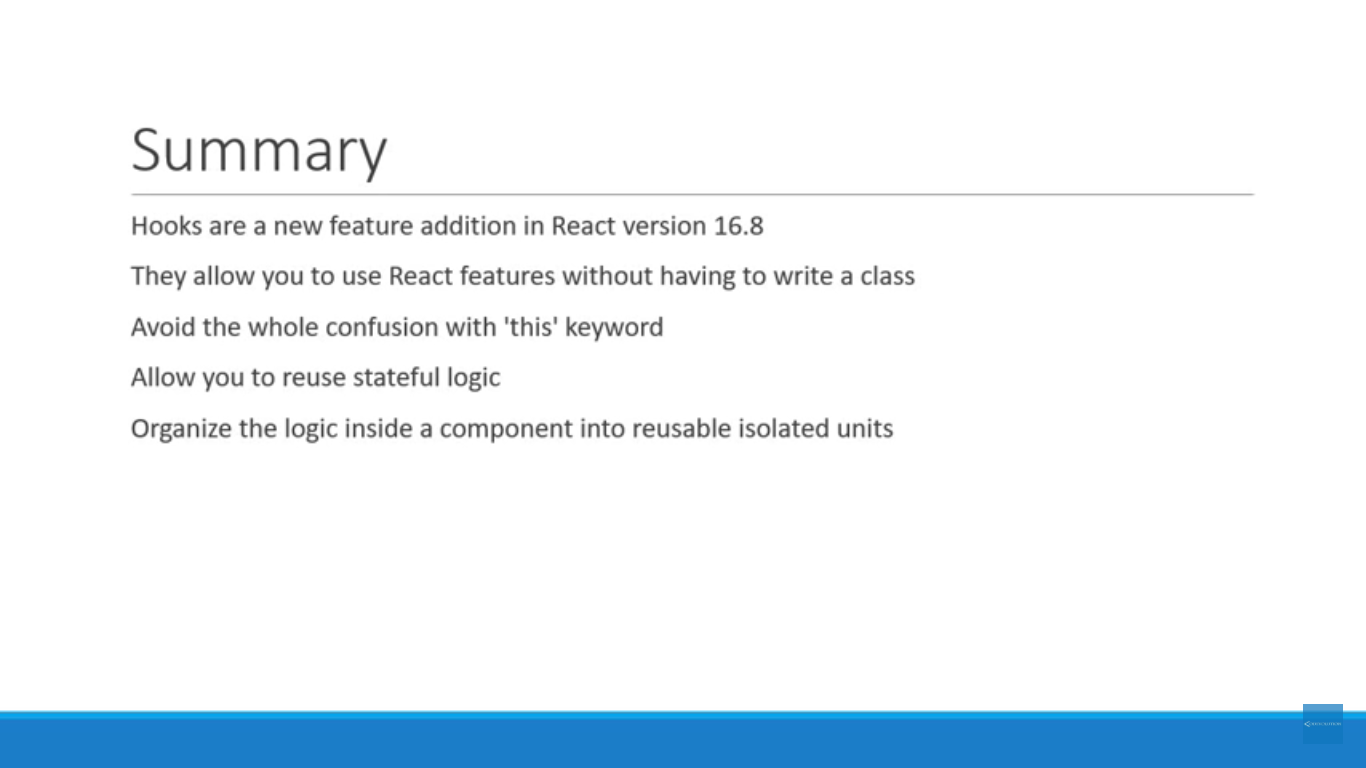 Summary
Hooks are a new feature addition in React version 16.8
They allow you to use React features without having to write a class
Avoid the whole confusion with 'this' keyword
Allow you to reuse stateful logic
Organize the logic inside a component into reusable isolated units